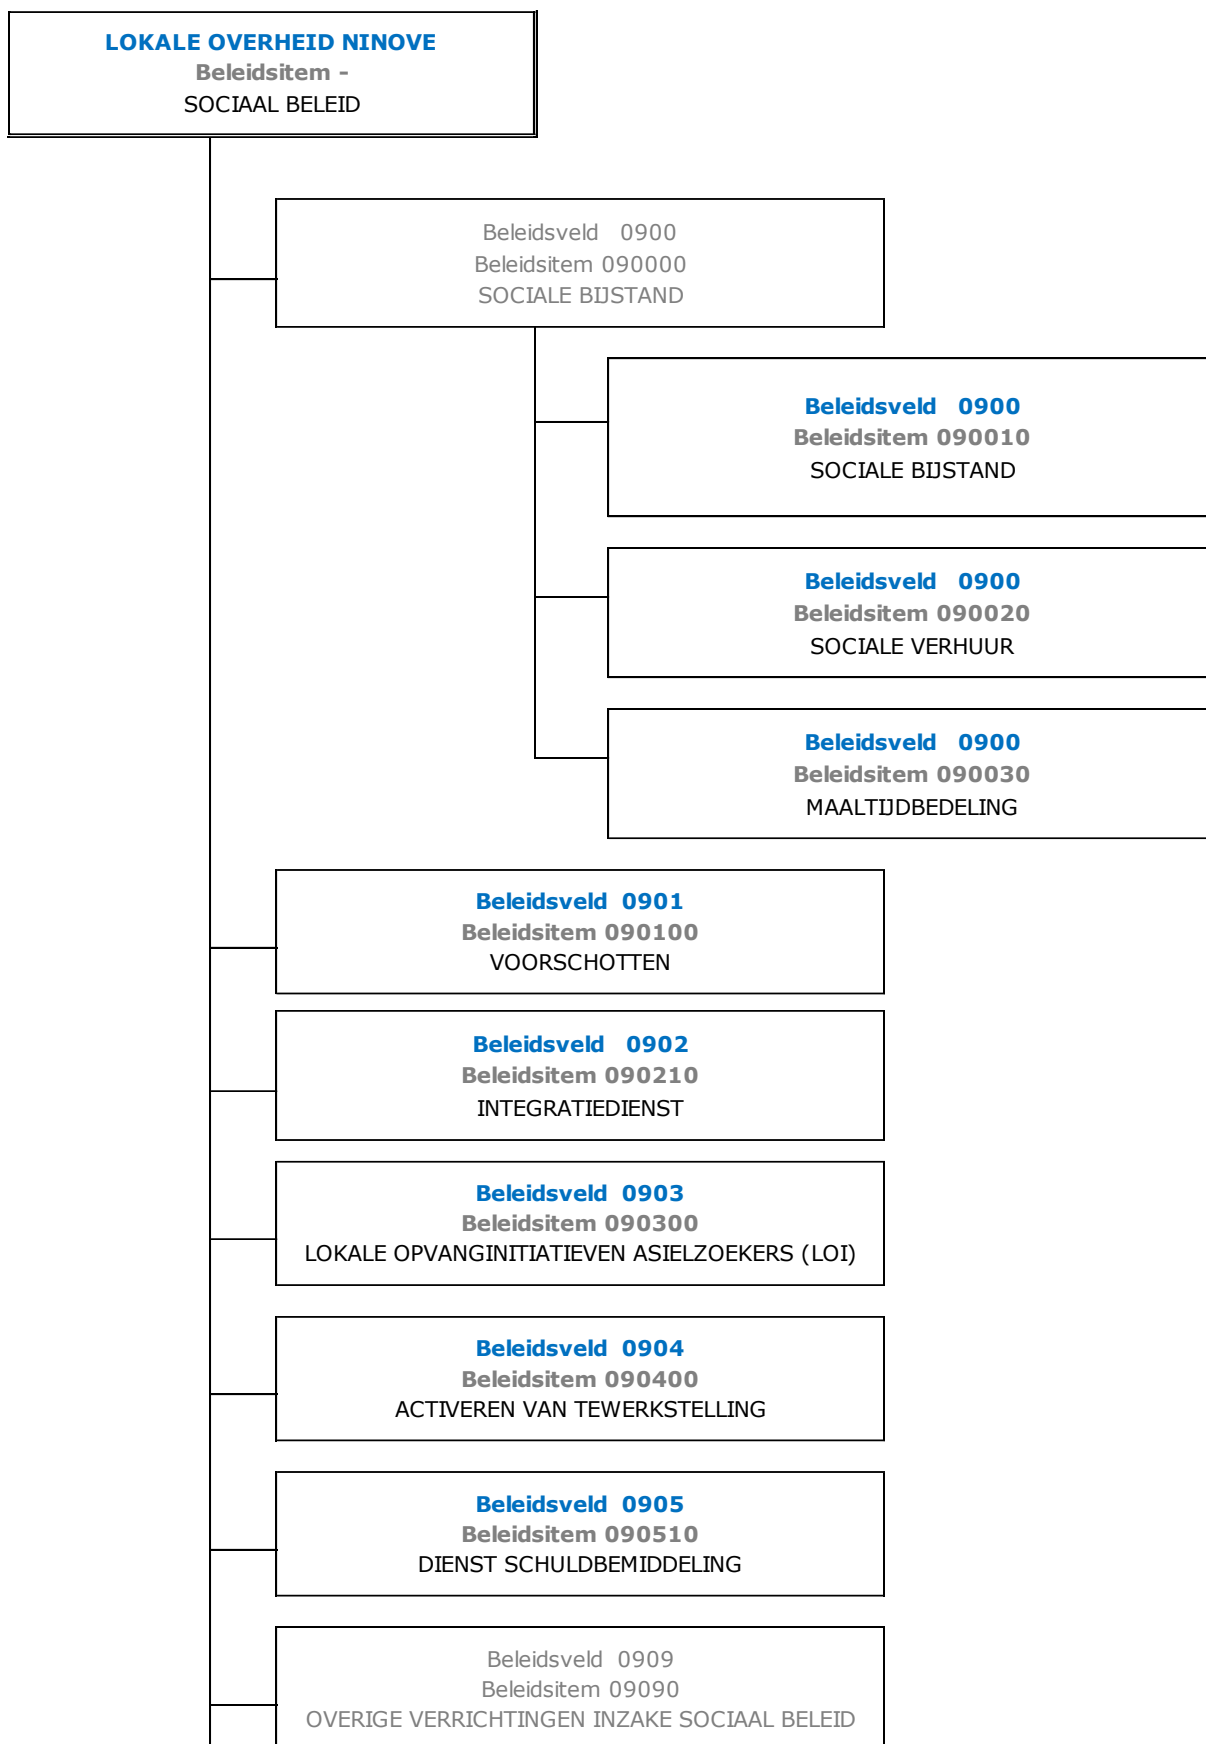 LOKALE OVERHEID NINOVE
Beleidsitem -
SOCIAAL BELEID
Beleidsveld 0900
Beleidsitem 090000
SOCIALE BIJSTAND
Beleidsveld 0900
Beleidsitem 090010
SOCIALE BIJSTAND
Beleidsveld 0900
Beleidsitem 090020
SOCIALE VERHUUR
Beleidsveld 0900
Beleidsitem 090030
MAALTIJDBEDELING
Beleidsveld 0901
Beleidsitem 090100
VOORSCHOTTEN
Beleidsveld 0902
Beleidsitem 090210
INTEGRATIEDIENST
Beleidsveld 0903
Beleidsitem 090300
LOKALE OPVANGINITIATIEVEN ASIELZOEKERS (LOI)
Beleidsveld 0904
Beleidsitem 090400
ACTIVEREN VAN TEWERKSTELLING
Beleidsveld 0905
Beleidsitem 090510
DIENST SCHULDBEMIDDELING
Beleidsveld 0909
Beleidsitem 09090
OVERIGE VERRICHTINGEN INZAKE SOCIAAL BELEID